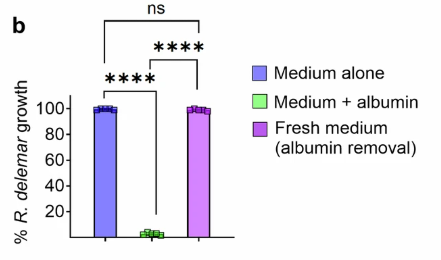 b
ns
****
****
% R. delemar growth
100
80
60
40
20
Medium alone
Medium + albumin
Fresh medium
(albumin removal)